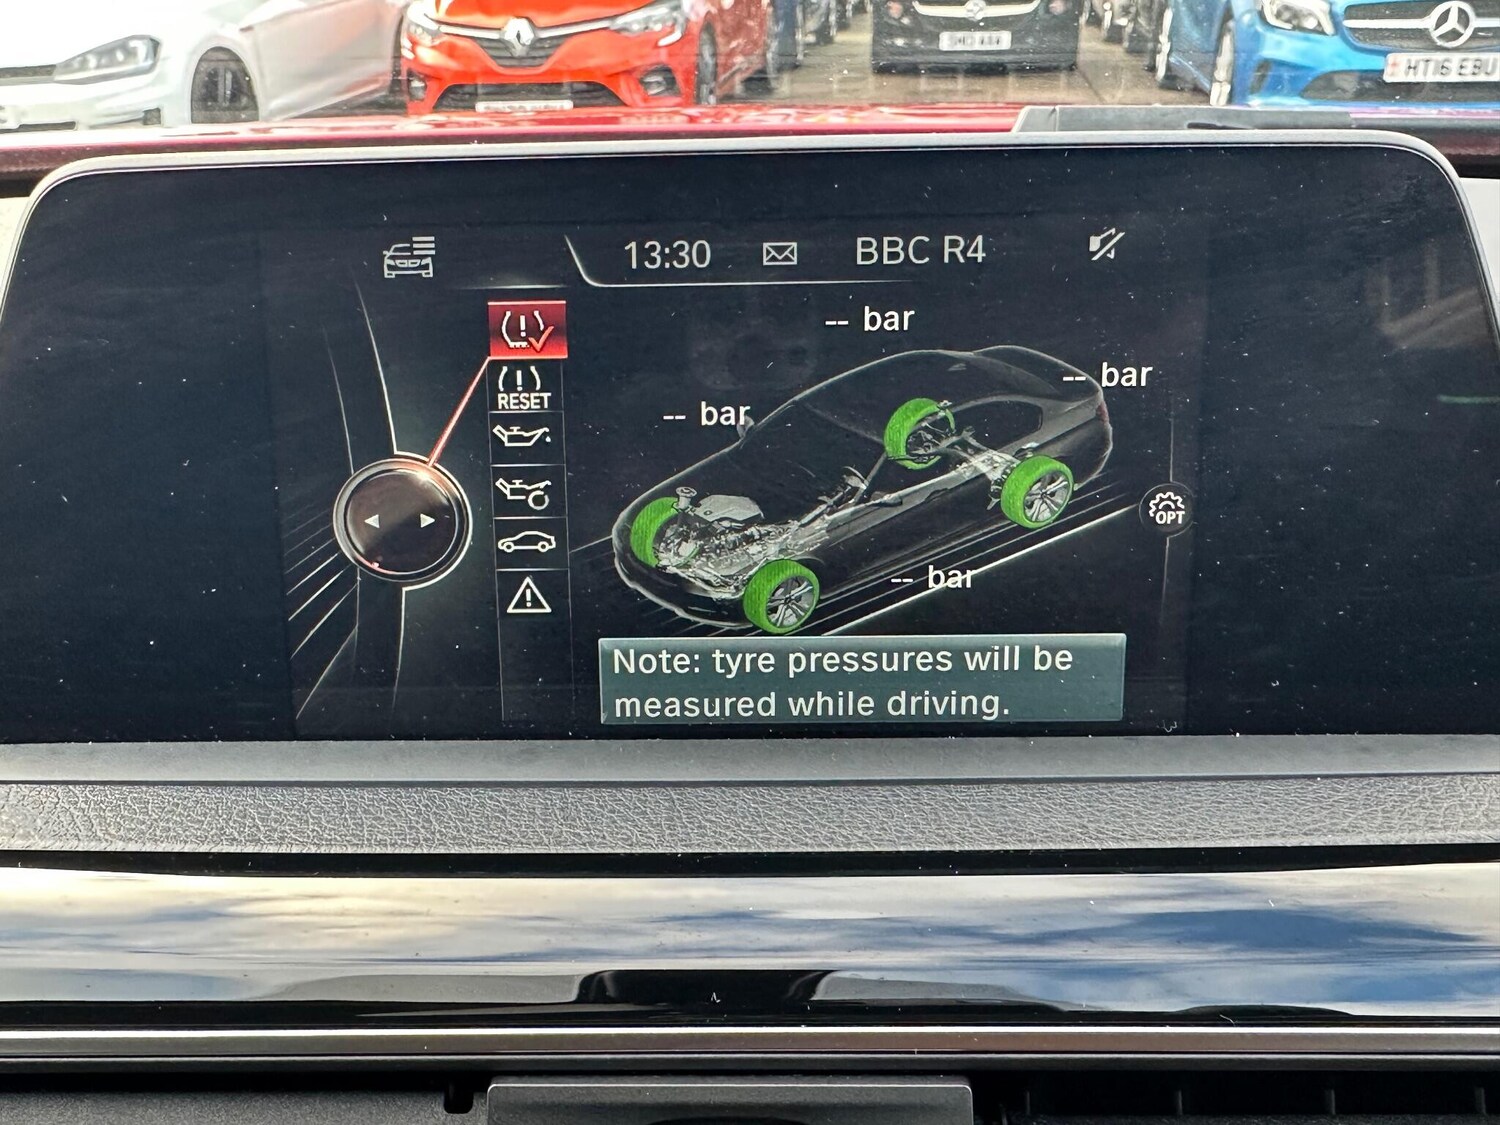 HT16 EBU
13:30 BBC R4
-- bar
-- bar
-- bar
RESET
OPT
-- bar
Note: tyre pressures will be
measured while driving.